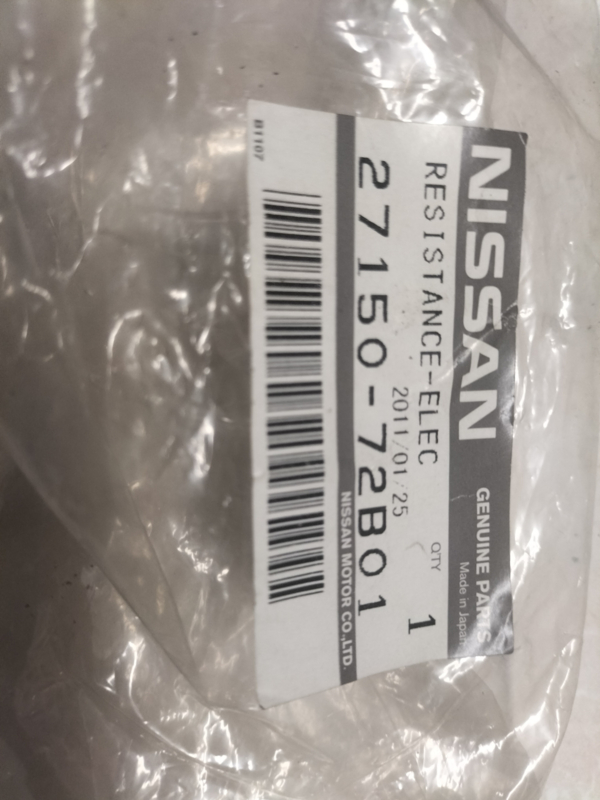 NISSAN GENUINE PARTS
Made in Japan
RESISTANCE-ELEC
QTY
2011/01/25 1
27150-72B01
NISSAN MOTOR CO.,LTD.
B1107